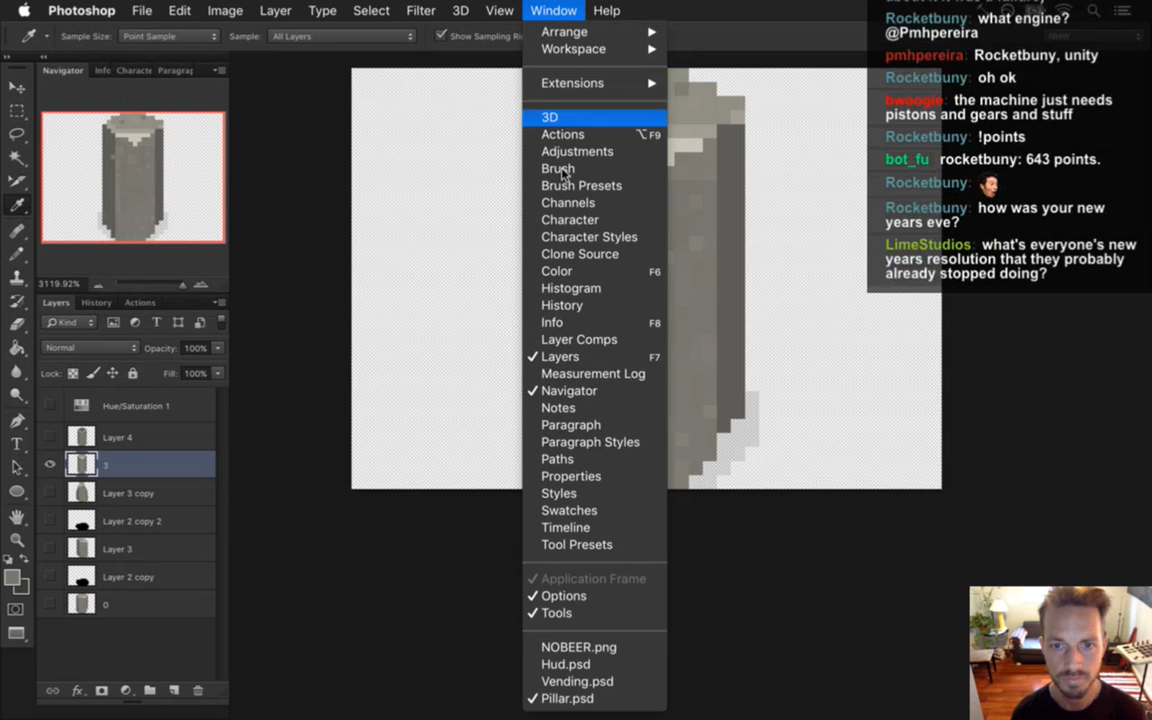 Photoshop File Edit Image Layer Type Select Filter 3D View Window Help
Sample Size: Point Sample Sample: All Layers Show Sampling Ri
Navigator Info Characte Paragra
3119.92%
Layers History Actions
Kind
Normal Opacity: 100%
Lock: Fill: 100%
Hue/Saturation 1
Layer 4
3
Layer 3 copy
Layer 2 copy 2
Layer 3
Layer 2 copy
0
Arrange
Workspace
Extensions
3D
Actions ⌥F9
Adjustments
Brush
Brush Presets
Channels
Character
Character Styles
Clone Source
Color F6
Histogram
History
Info F8
Layer Comps
Layers F7
Measurement Log
Navigator
Notes
Paragraph
Paragraph Styles
Paths
Properties
Styles
Swatches
Timeline
Tool Presets
Application Frame
Options
Tools
NOBEER.png
Hud.psd
Vending.psd
Pillar.psd
Rocketbuny: what engine?
@Pmhpereira
pmhpereira: Rocketbuny, unity
Rocketbuny: oh ok
bwoogie: the machine just needs
pistons and gears and stuff
Rocketbuny: !points
bot_fu rocketbuny: 643 points.
Rocketbuny:
Rocketbuny: how was your new
years eve?
LimeStudios: what's everyone's new
years resolution that they probably
already stopped doing?